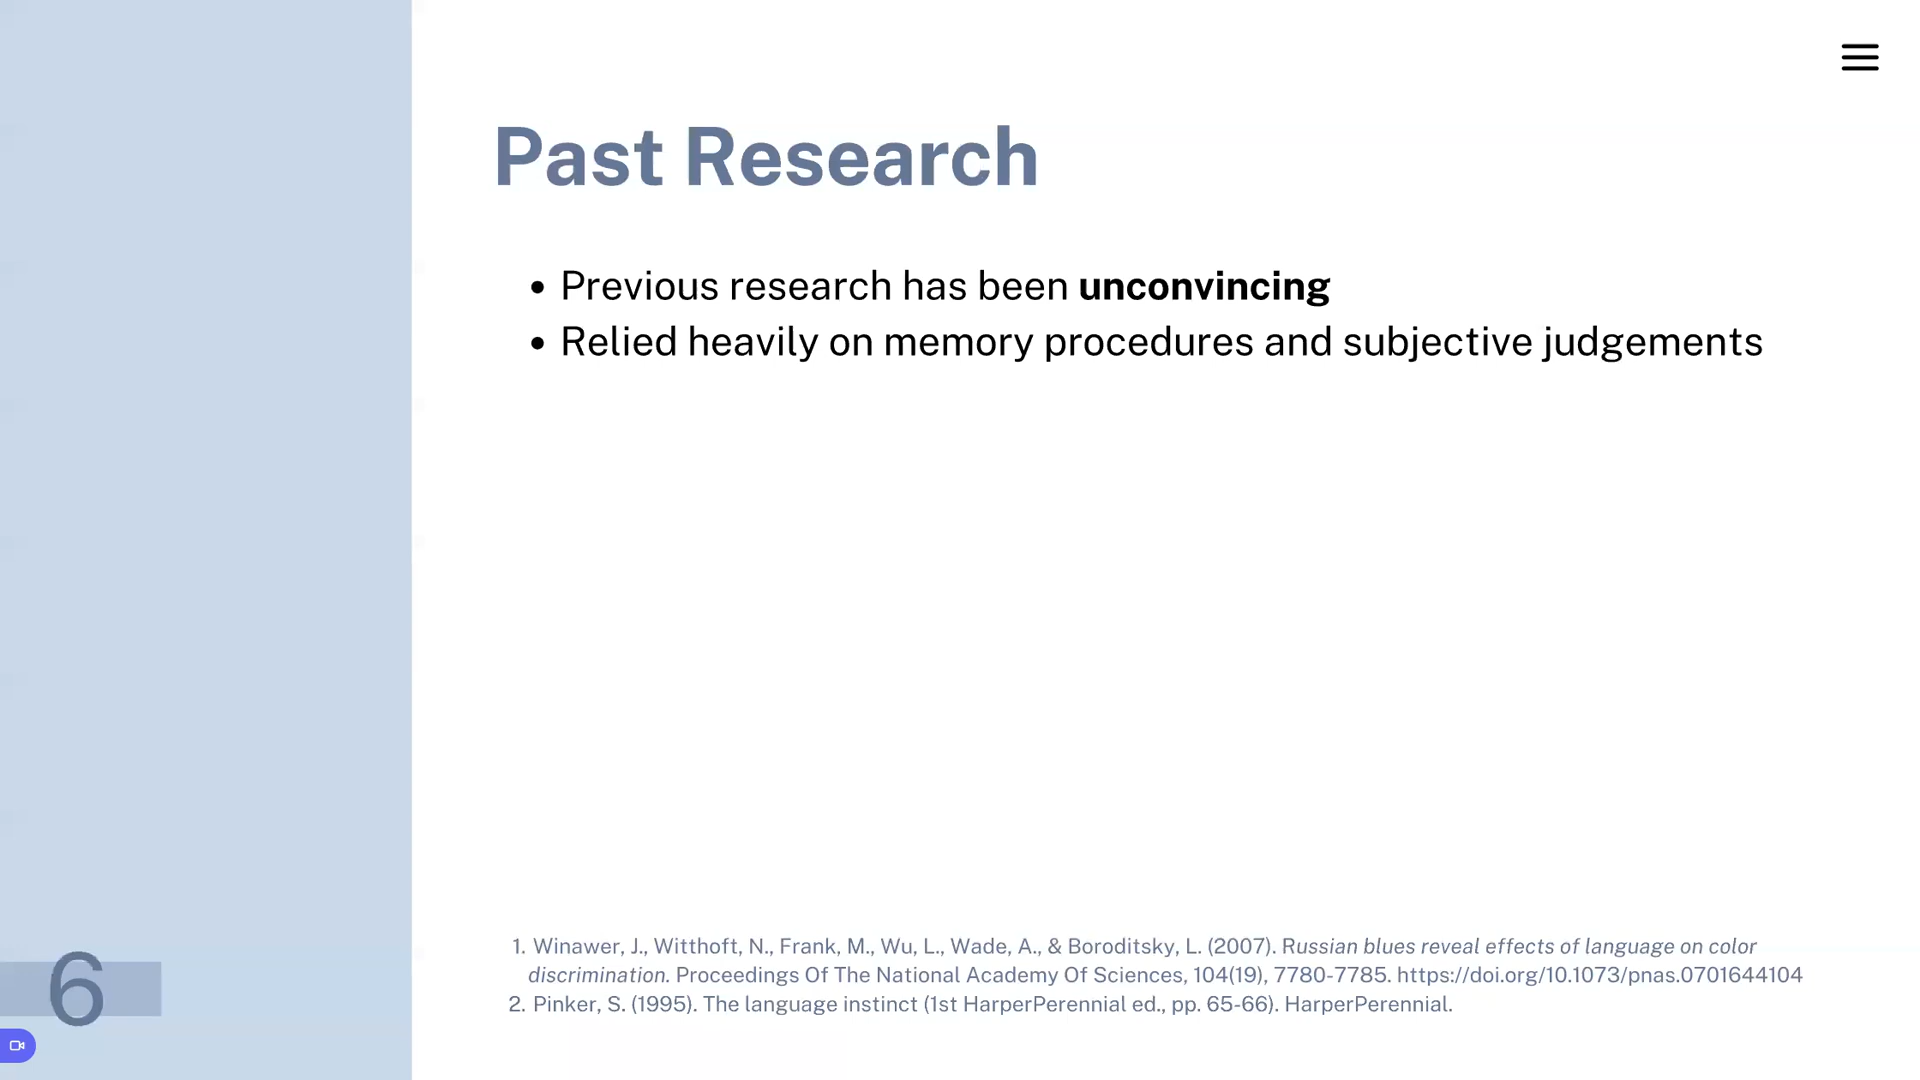 Past Research
• Previous research has been unconvincing
• Relied heavily on memory procedures and subjective judgements
1. Winawer, J., Witthoft, N., Frank, M., Wu, L., Wade, A., & Boroditsky, L. (2007). Russian blues reveal effects of language on color
discrimination. Proceedings Of The National Academy Of Sciences, 104(19), 7780-7785. https://doi.org/10.1073/pnas.0701644104
2. Pinker, S. (1995). The language instinct (1st HarperPerennial ed., pp. 65-66). HarperPerennial.
6